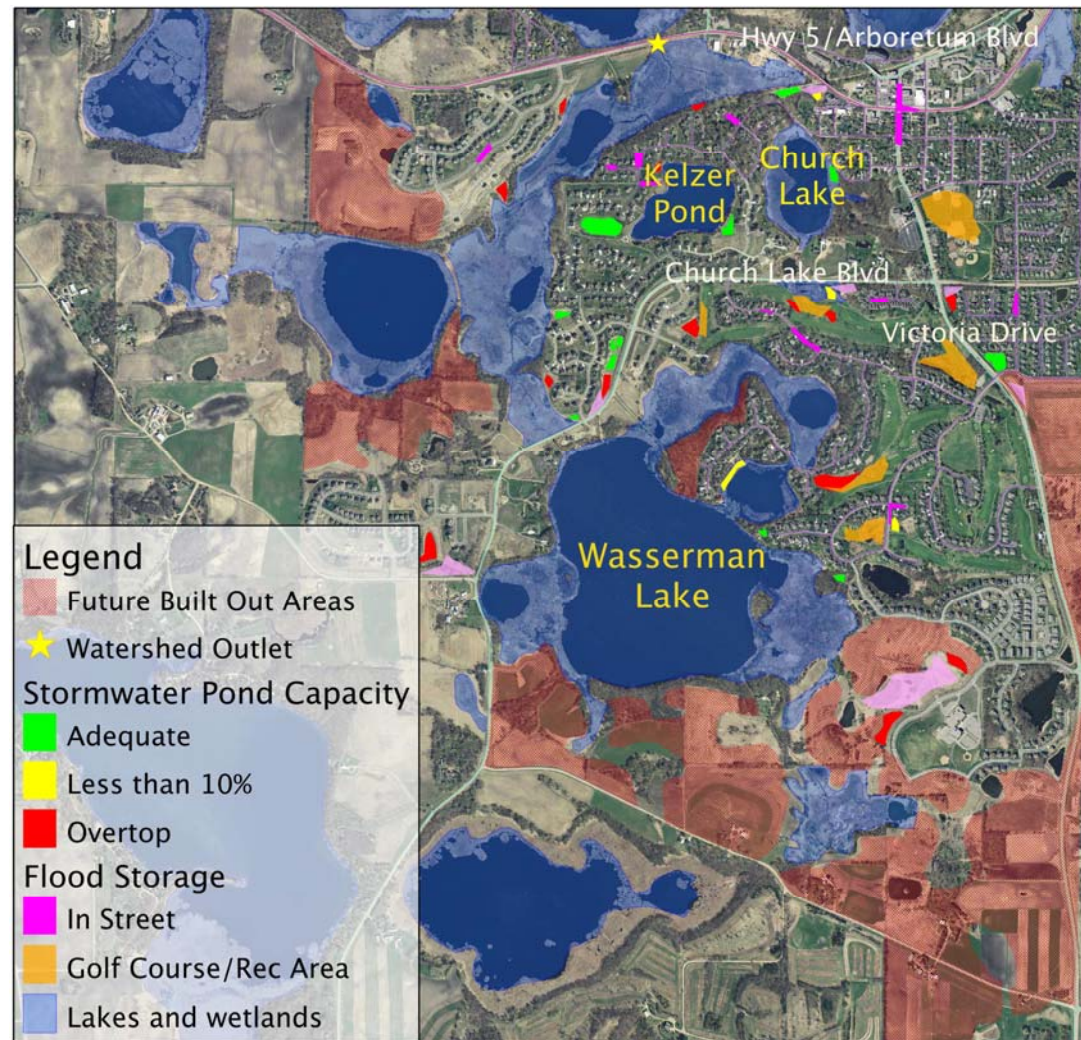 Hwy 5/Arboretum Blvd
Church
Lake
Kelzer
Pond
Church Lake Blvd
Victoria Drive
Wasserman
Lake
Legend
Future Built Out Areas
Watershed Outlet
Stormwater Pond Capacity
Adequate
Less than 10%
Overtop
Flood Storage
In Street
Golf Course/Rec Area
Lakes and wetlands